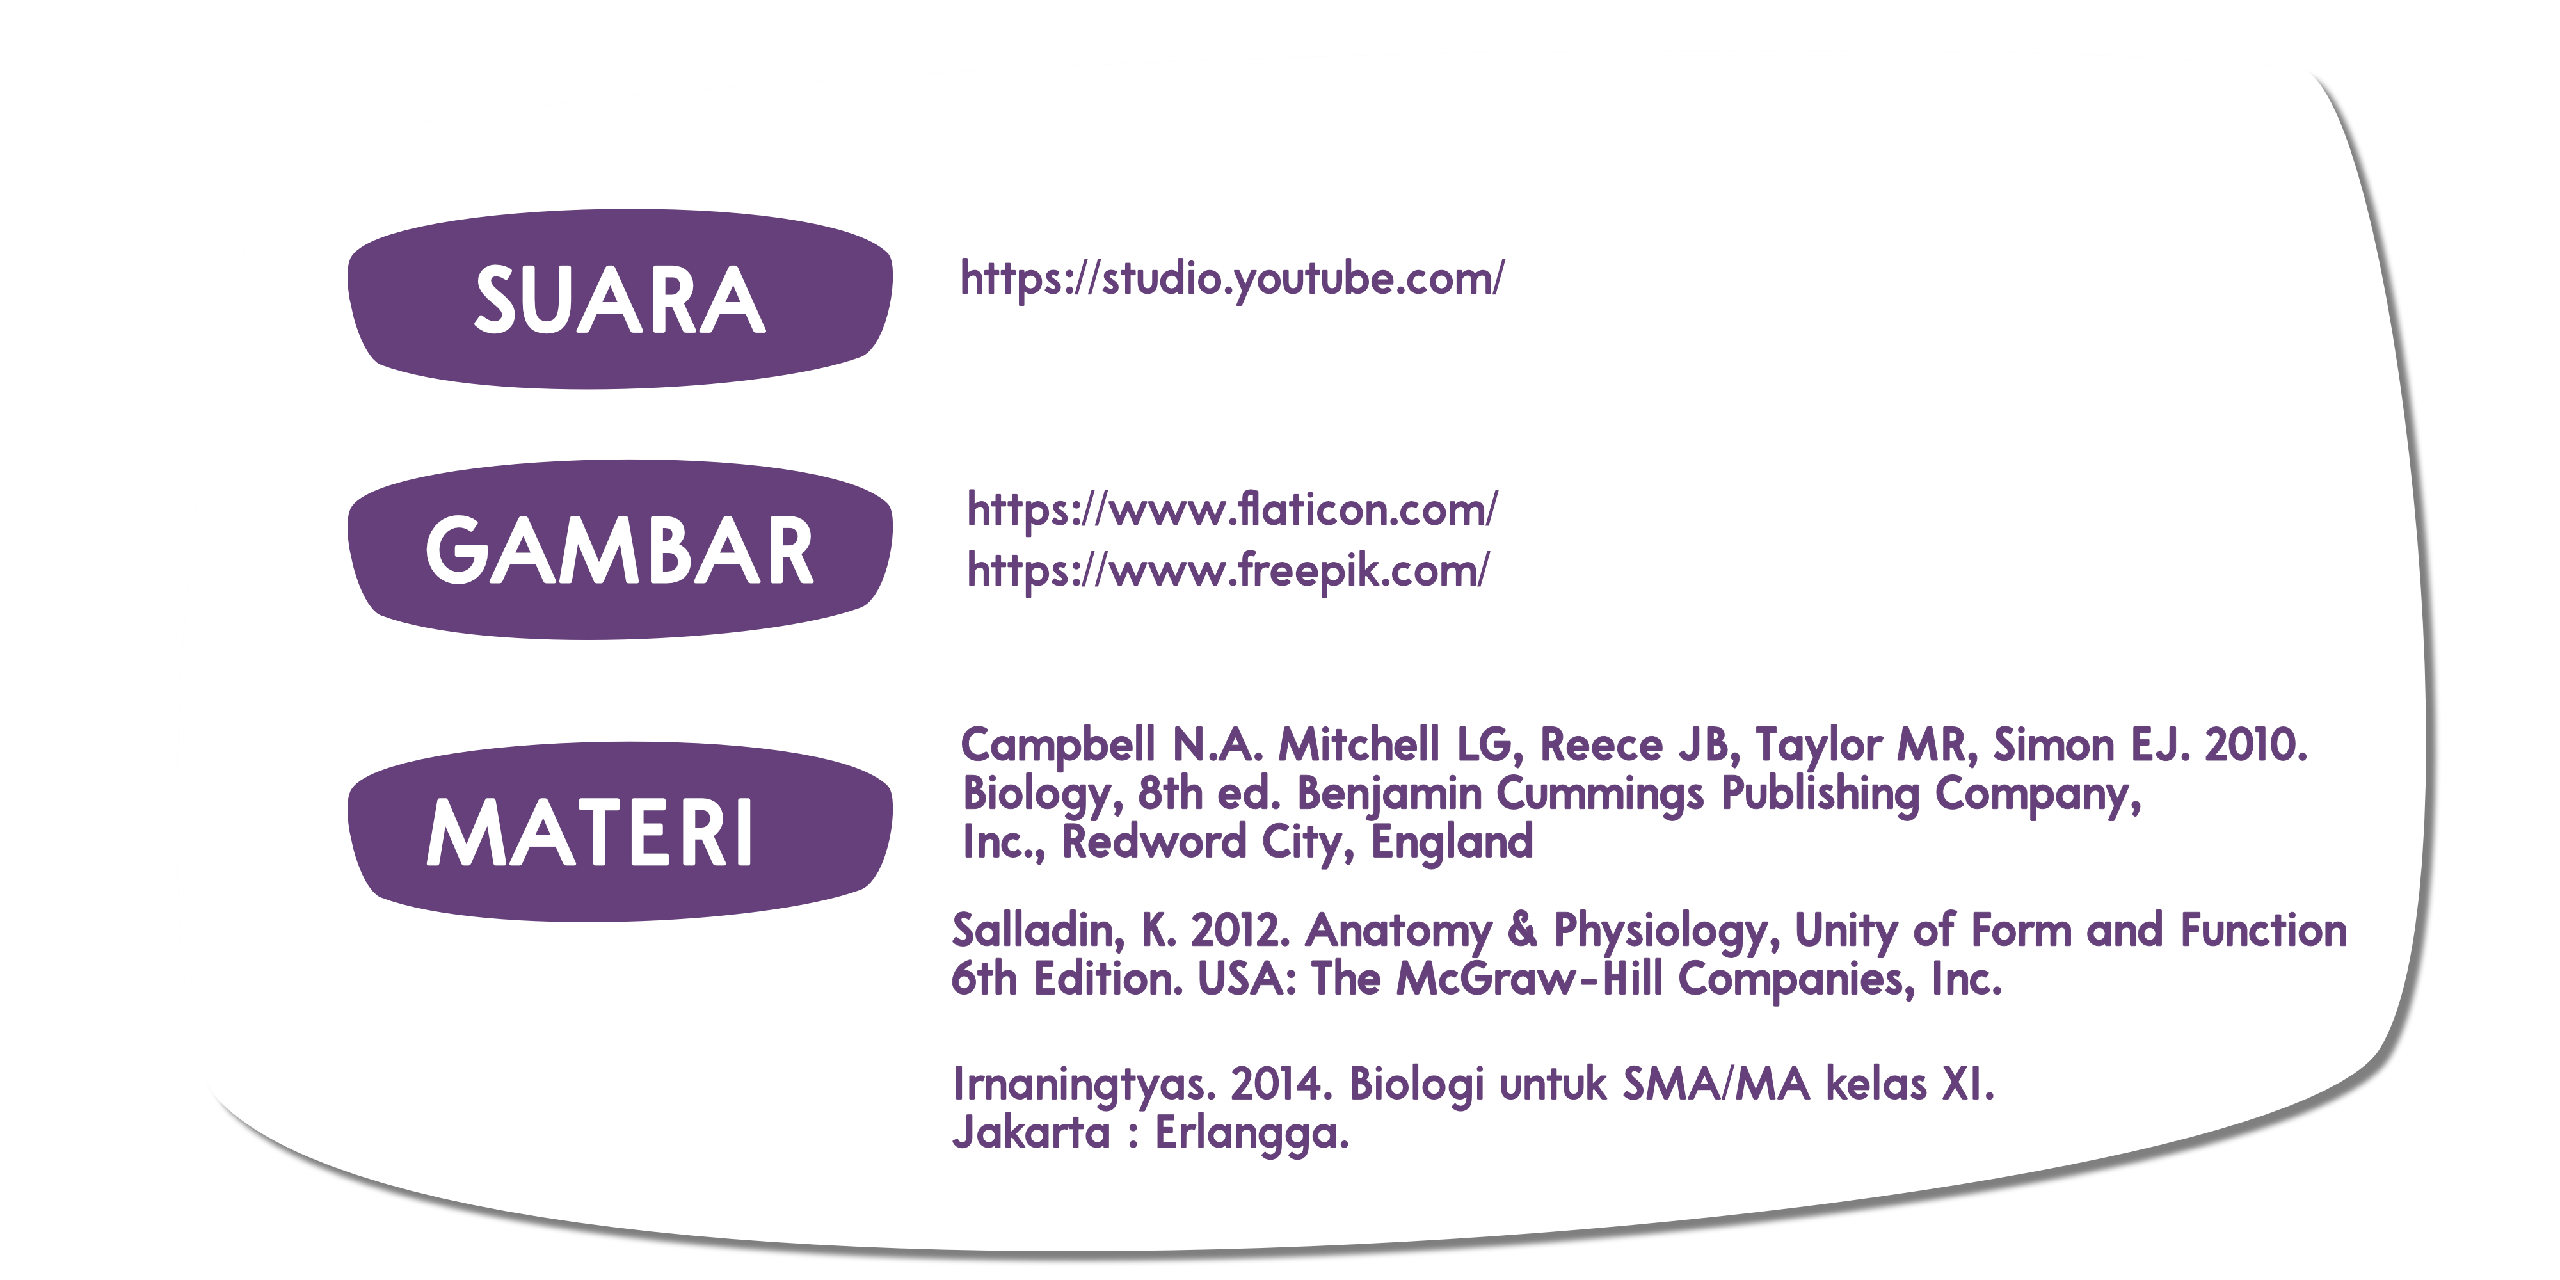 SUARA
https://studio.youtube.com/
GAMBAR
https://www.flaticon.com/
https://www.freepik.com/
MATERI
Campbell N.A. Mitchell LG, Reece JB, Taylor MR, Simon EJ. 2010.
Biology, 8th ed. Benjamin Cummings Publishing Company,
Inc., Redword City, England
Salladin, K. 2012. Anatomy & Physiology, Unity of Form and Function
6th Edition. USA: The McGraw-Hill Companies, Inc.
Irnaningtyas. 2014. Biologi untuk SMA/MA kelas XI.
Jakarta : Erlangga.